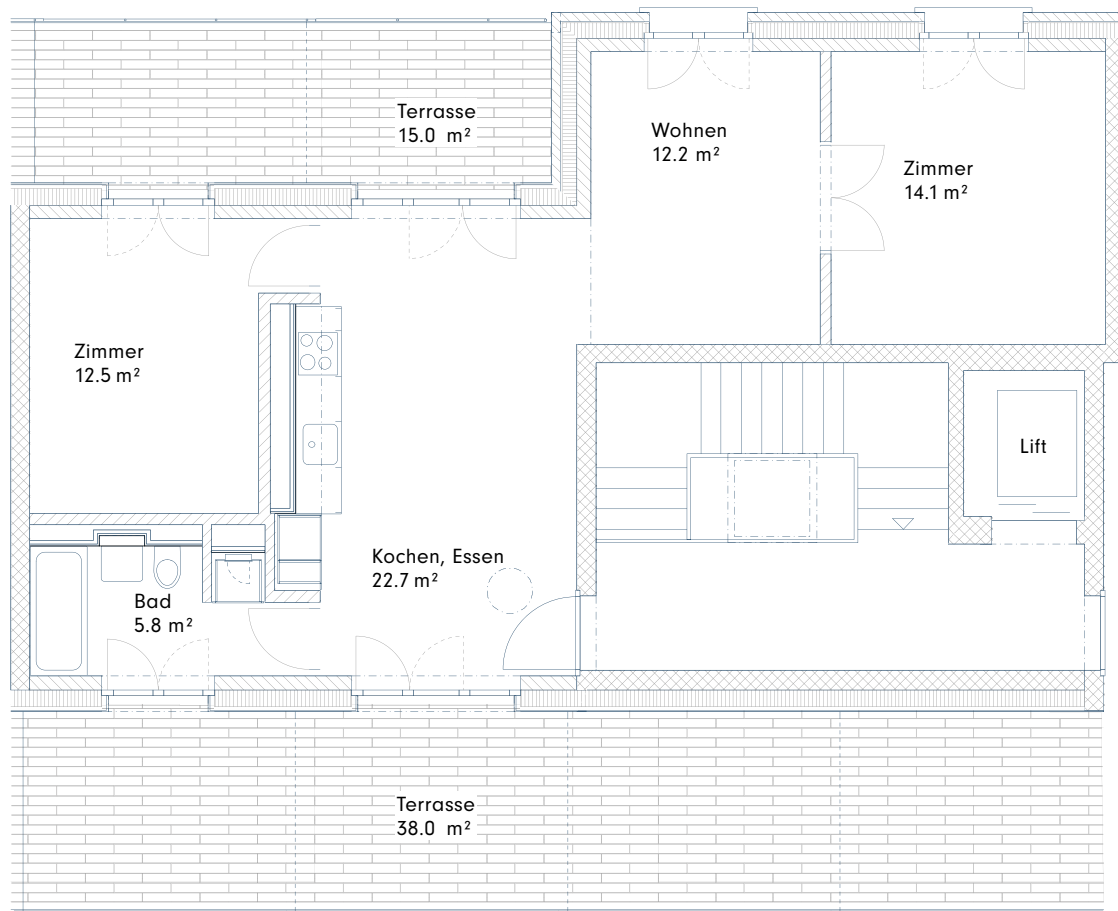 Terrasse
15.0 m²
Wohnen
12.2 m²
Zimmer
14.1 m²
Zimmer
12.5 m²
Lift
Kochen, Essen
22.7 m²
Bad
5.8 m²
Terrasse
38.0 m²